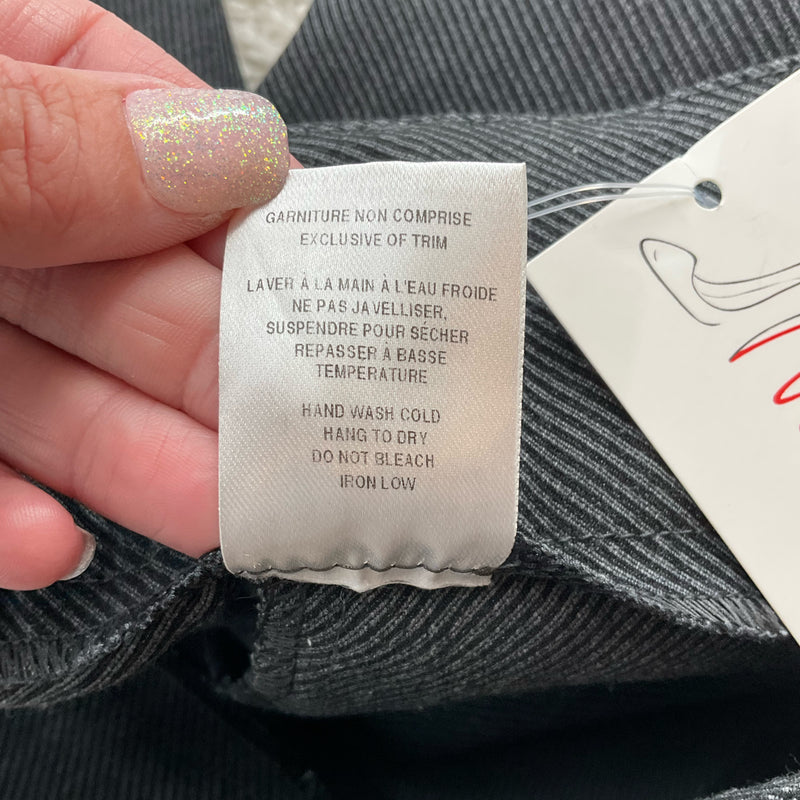 GARNITURE NON COMPRISE
EXCLUSIVE OF TRIM
LAVER À LA MAIN À L'EAU FROIDE
NE PAS JAVELLISER,
SUSPENDRE POUR SÉCHER
REPASSER À BASSE
TEMPERATURE
HAND WASH COLD
HANG TO DRY
DO NOT BLEACH
IRON LOW